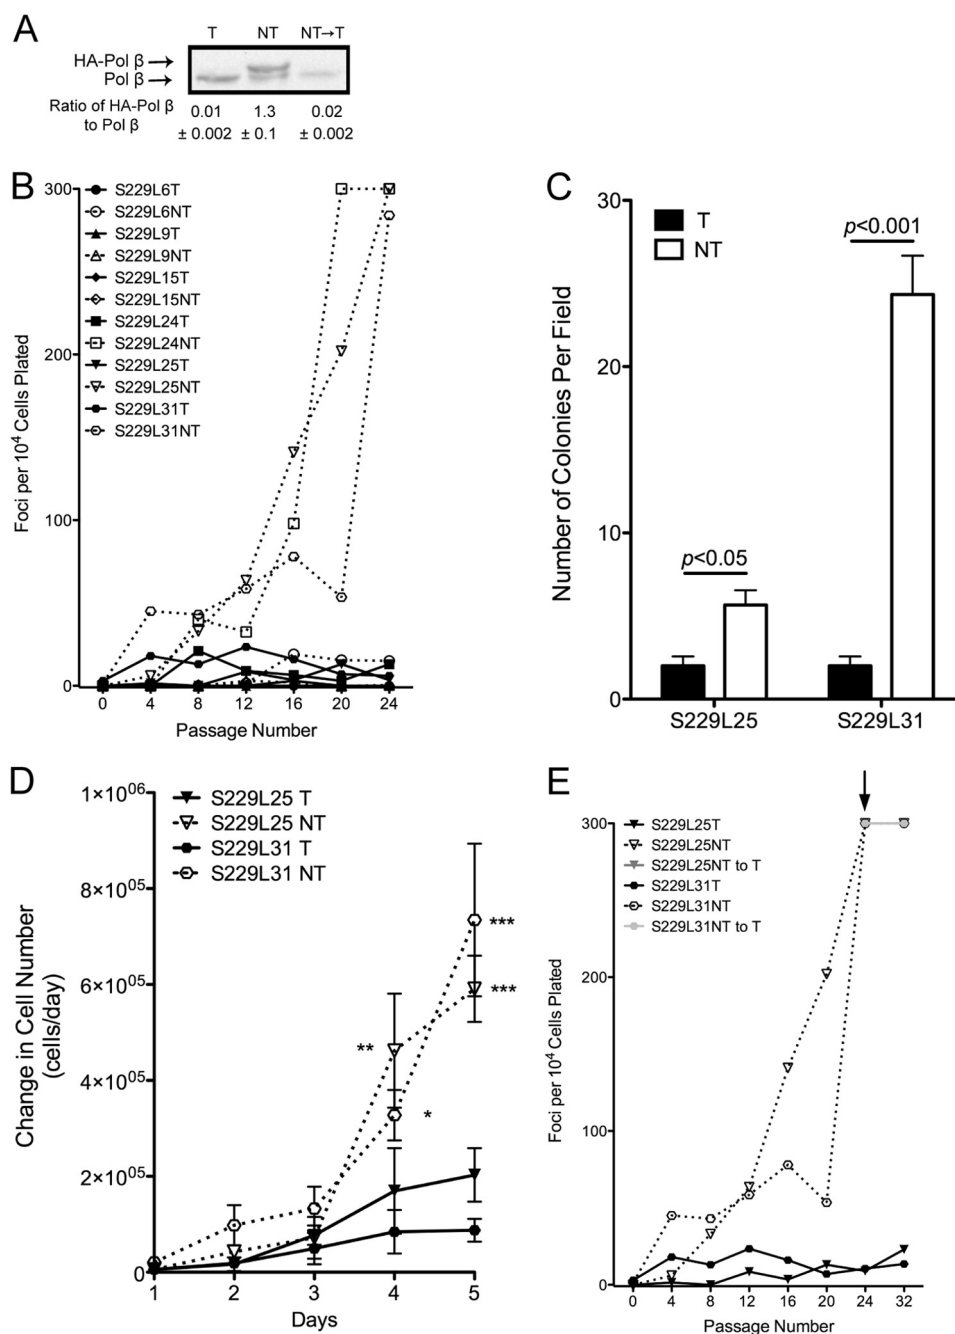 A
T NT NT→T
HA-Pol β
Pol β
Ratio of HA-Pol β 0.01 1.3 0.02
to Pol β ± 0.002 ± 0.1 ± 0.002
B
Foci per 10⁴ Cells Plated
300
200
100
0
S229L6T
S229L6NT
S229L9T
S229L9NT
S229L15T
S229L15NT
S229L24T
S229L24NT
S229L25T
S229L25NT
S229L31T
S229L31NT
0 4 8 12 16 20 24
Passage Number
C
Number of Colonies Per Field
30
20
10
0
T
NT
p<0.001
p<0.05
S229L25 S229L31
D
Change in Cell Number
(cells/day)
1×10⁰⁶
8×10⁰⁵
6×10⁰⁵
4×10⁰⁵
2×10⁰⁵
0
S229L25 T
S229L25 NT
S229L31 T
S229L31 NT
***
***
**
*
1 2 3 4 5
Days
E
Foci per 10⁴ Cells Plated
300
200
100
0
S229L25T
S229L25NT
S229L25NT to T
S229L31T
S229L31NT
S229L31NT to T
0 4 8 12 16 20 24 32
Passage Number